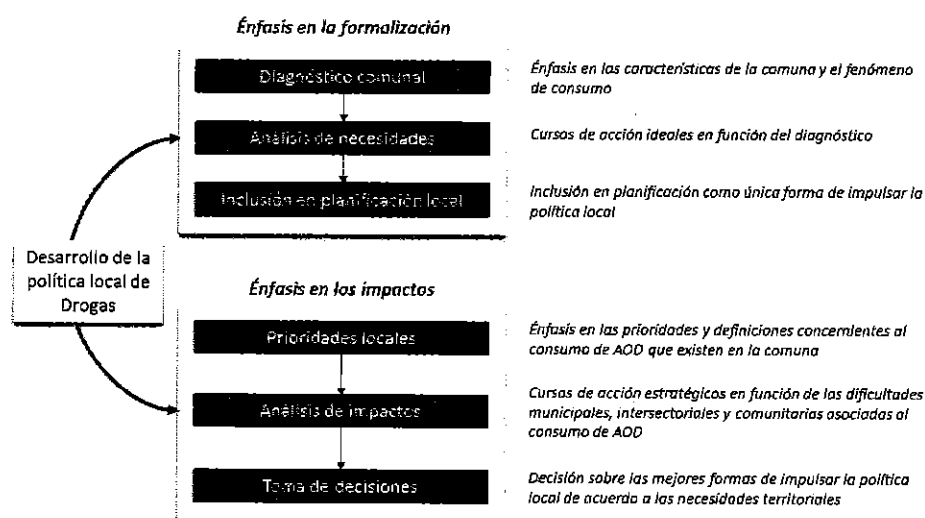 Énfasis en la formalización
Diagnóstico comunal
Énfasis en las características de la comuna y el fenómeno
de consumo
Análisis de necesidades
Cursos de acción ideales en función del diagnóstico
Inclusión en planificación local
Inclusión en planificación como única forma de impulsar la
política local
Desarrollo de la
política local de
Drogas
Énfasis en los impactos
Prioridades locales
Énfasis en las prioridades y definiciones concernientes al
consumo de AOD que existen en la comuna
Análisis de impactos
Cursos de acción estratégicos en función de las dificultades
municipales, intersectoriales y comunitarias asociadas al
consumo de AOD
Toma de decisiones
Decisión sobre las mejores formas de impulsar la política
local de acuerdo a las necesidades territoriales